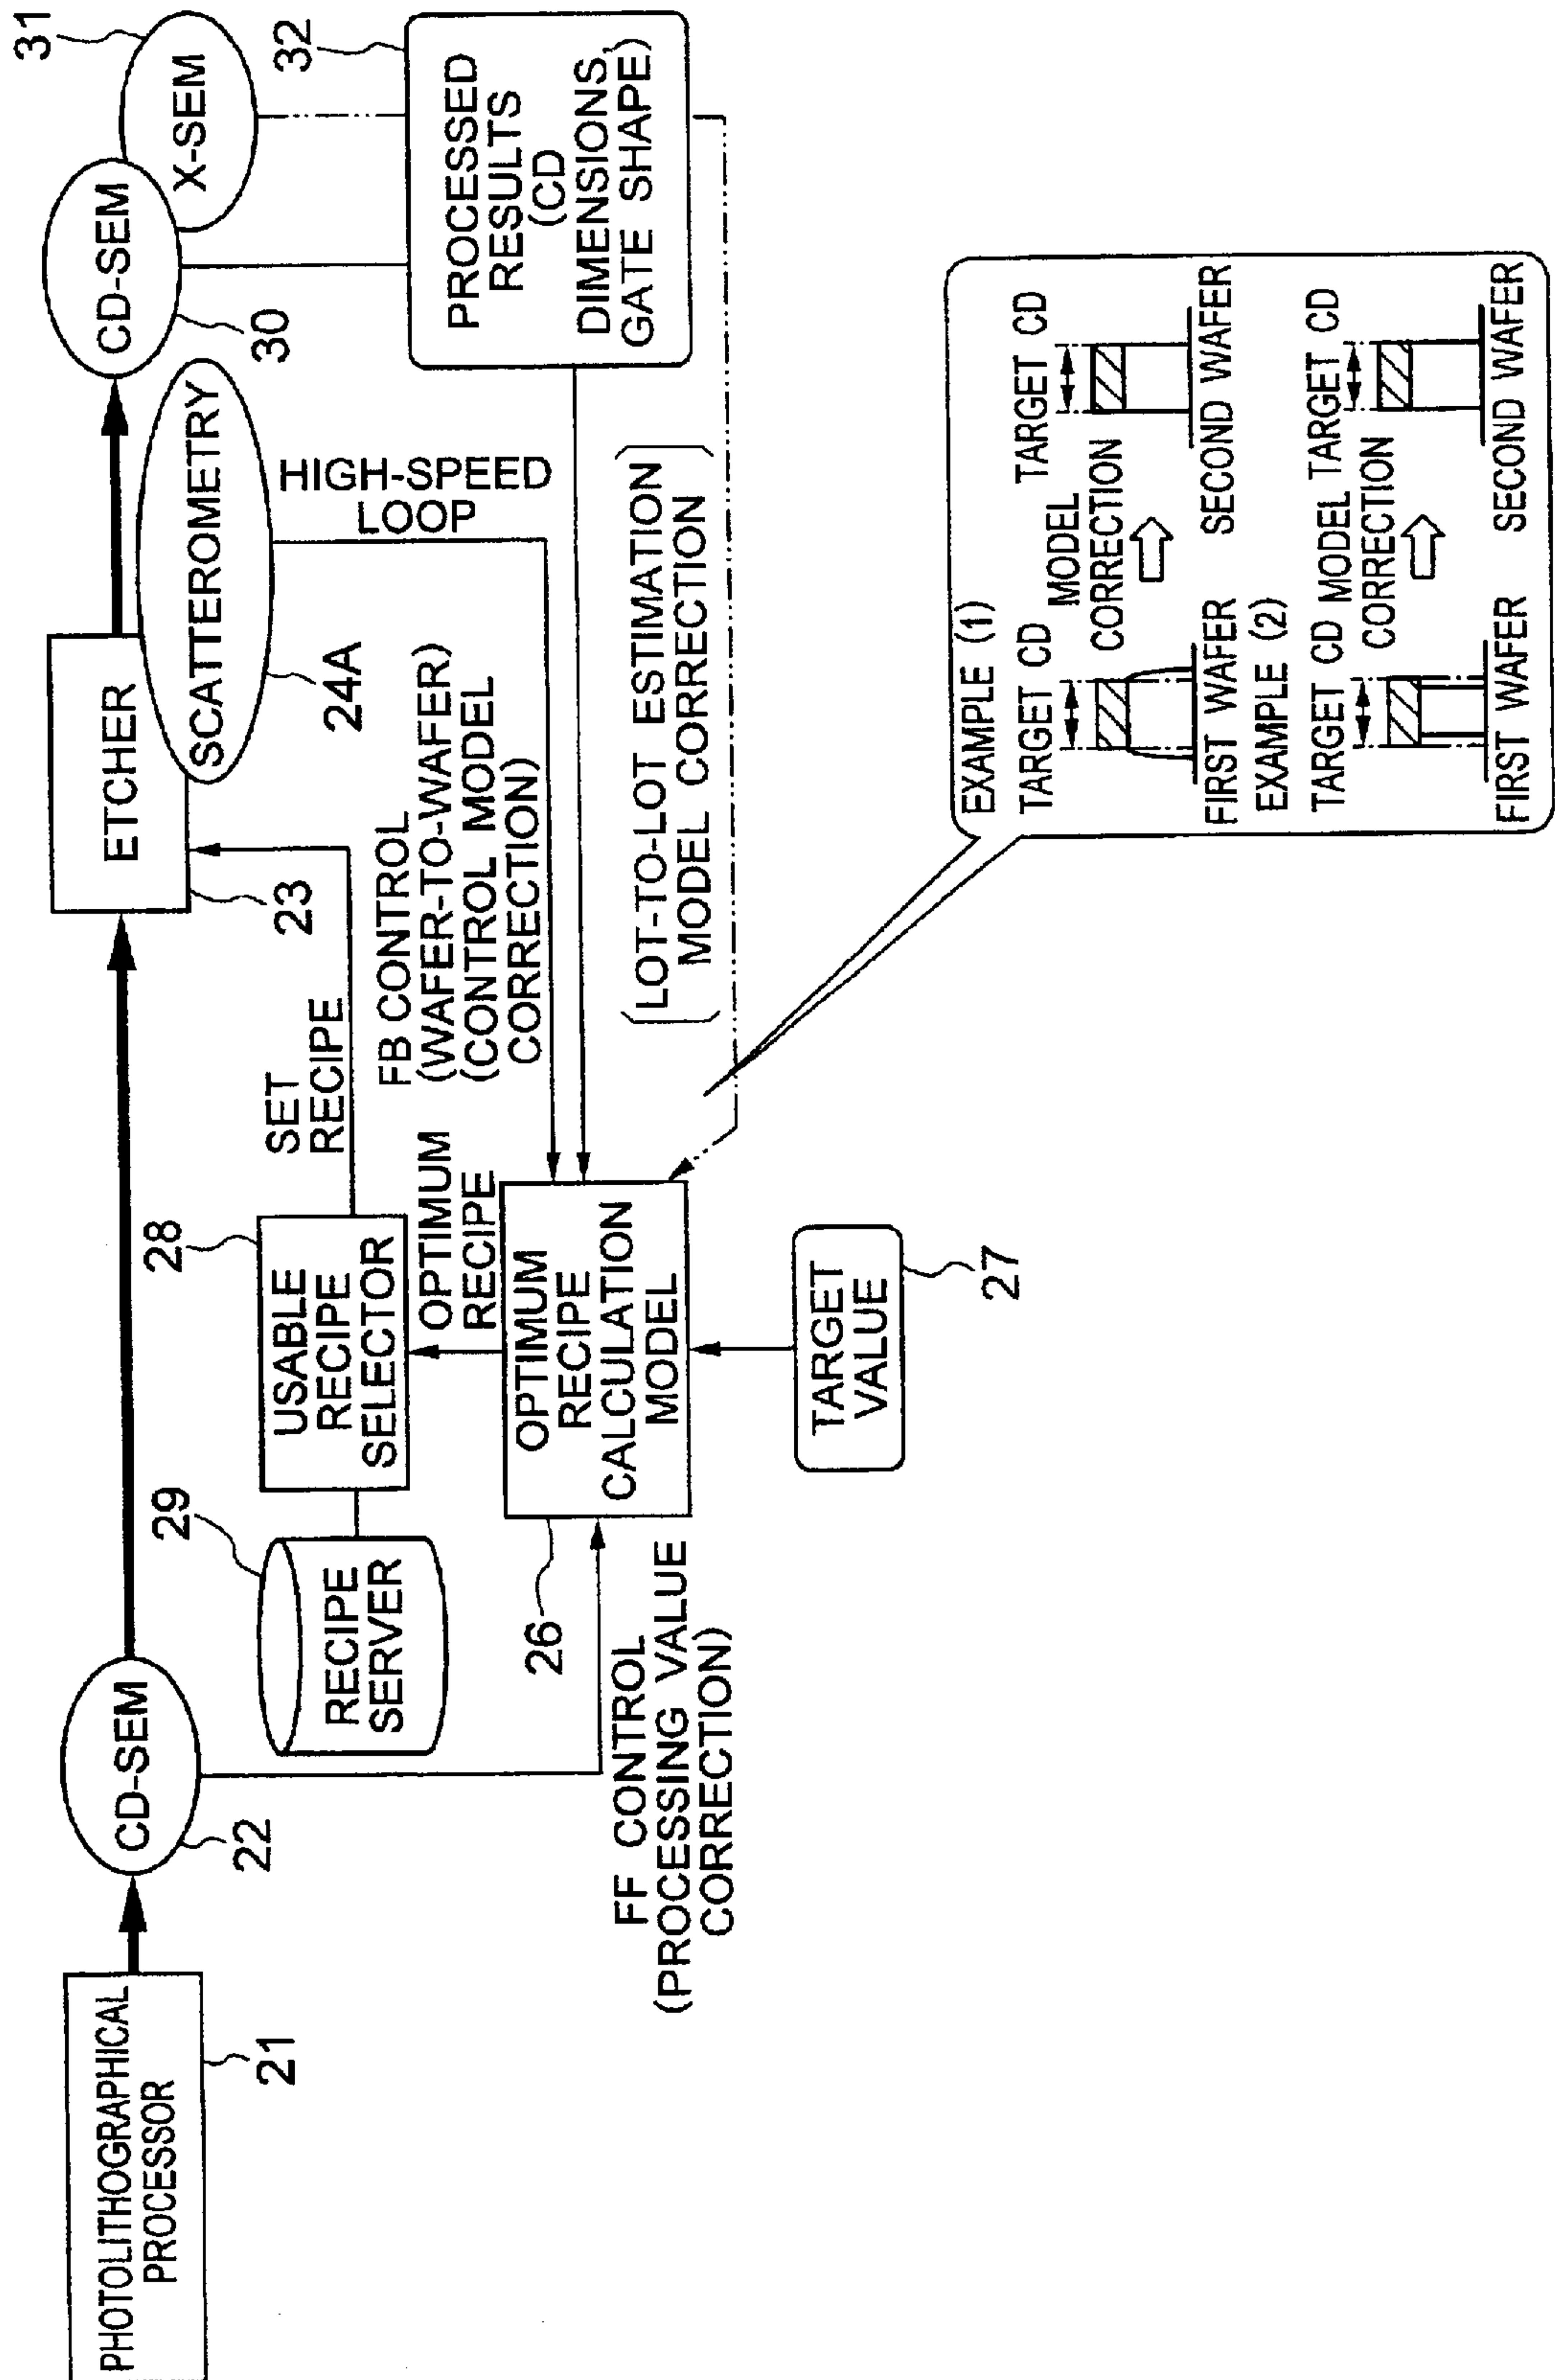 PHOTOLITHOGRAPHICAL
PROCESSOR
21
CD-SEM
22
ETCHER
23
SCATTEROMETRY
24A
CD-SEM
30
X-SEM
31
RECIPE
SERVER
29
USABLE
RECIPE
SELECTOR
28
SET
RECIPE
OPTIMUM
RECIPE
OPTIMUM
RECIPE
CALCULATION
MODEL
26
FF CONTROL
(PROCESSING VALUE
CORRECTION)
TARGET
VALUE
27
FB CONTROL
(WAFER-TO-WAFER)
(CONTROL MODEL
CORRECTION)
HIGH-SPEED
LOOP
PROCESSED
RESULTS
(CD
DIMENSIONS,
GATE SHAPE)
32
LOT-TO-LOT ESTIMATION
MODEL CORRECTION
EXAMPLE (1)
TARGET CD
MODEL
CORRECTION
TARGET CD
FIRST WAFER
SECOND WAFER
EXAMPLE (2)
TARGET CD
MODEL
CORRECTION
TARGET CD
FIRST WAFER
SECOND WAFER